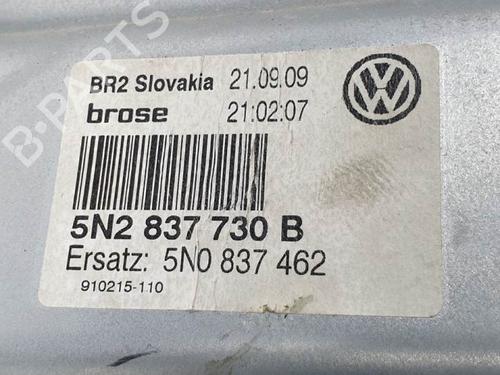 B-PARTS
BR2 Slovakia 21.09.09
brose 21:02:07
5N2 837 730 B
Ersatz: 5N0 837 462
910215-110